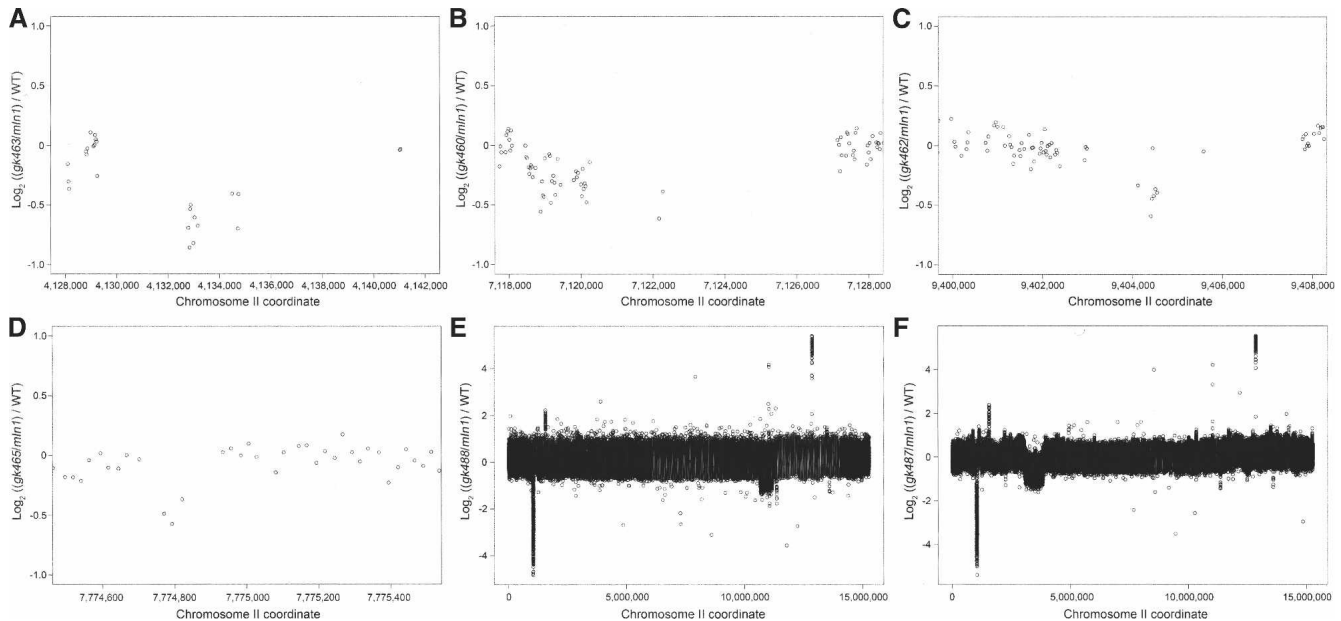 A
1.0
0.5
0
-0.5
-1.0
Log2 ((gk463/mln1) / WT)
4,128,000 4,130,000 4,132,000 4,134,000 4,136,000 4,138,000 4,140,000 4,142,000
Chromosome II coordinate
B
1.0
0.5
0
-0.5
-1.0
Log2 ((gk460/mln1) / WT)
7,118,000 7,120,000 7,122,000 7,124,000 7,126,000 7,128,000
Chromosome II coordinate
C
1.0
0.5
0
-0.5
-1.0
Log2 ((gk462/mln1) / WT)
9,400,000 9,402,000 9,404,000 9,406,000 9,408,000
Chromosome II coordinate
D
1.0
0.5
0
-0.5
-1.0
Log2 ((gk465/mln1) / WT)
7,774,600 7,774,800 7,775,000 7,775,200 7,775,400
Chromosome II coordinate
E
4
2
0
-2
-4
Log2 ((gk488/mln1) / WT)
0 5,000,000 10,000,000 15,000,000
Chromosome II coordinate
F
4
2
0
-2
-4
Log2 ((gk487/mln1) / WT)
0 5,000,000 10,000,000 15,000,000
Chromosome II coordinate